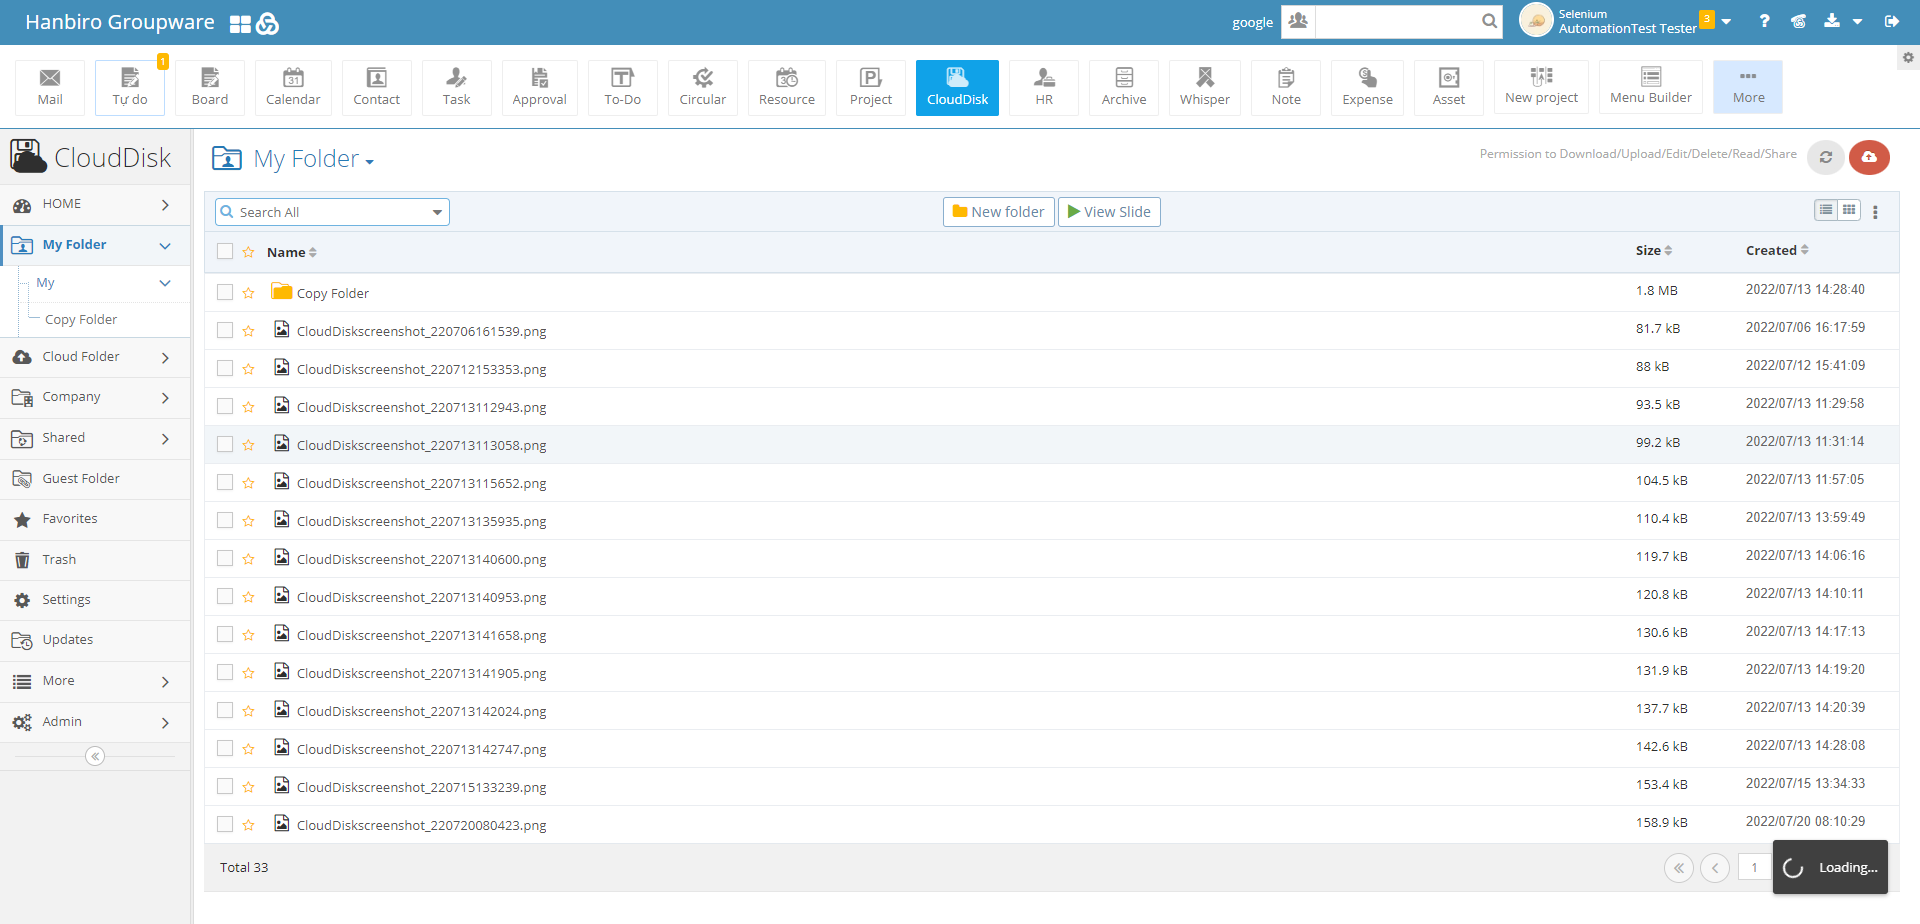 Hanbiro Groupware
google
Selenium
AutomationTest Tester
3
?
Mail
1
Tự do
Board
31
Calendar
Contact
Task
Approval
To-Do
Circular
Resource
Project
CloudDisk
HR
Archive
Whisper
Note
Expense
Asset
New project
Menu Builder
More
CloudDisk
HOME
My Folder
My
Copy Folder
Cloud Folder
Company
Shared
Guest Folder
Favorites
Trash
Settings
Updates
More
Admin
My Folder
Permission to Download/Upload/Edit/Delete/Read/Share
Search All
New folder
View Slide
Name Size Created
Copy Folder 1.8 MB 2022/07/13 14:28:40
CloudDiskscreenshot_220706161539.png 81.7 kB 2022/07/06 16:17:59
CloudDiskscreenshot_220712153353.png 88 kB 2022/07/12 15:41:09
CloudDiskscreenshot_220713112943.png 93.5 kB 2022/07/13 11:29:58
CloudDiskscreenshot_220713113058.png 99.2 kB 2022/07/13 11:31:14
CloudDiskscreenshot_220713115652.png 104.5 kB 2022/07/13 11:57:05
CloudDiskscreenshot_220713135935.png 110.4 kB 2022/07/13 13:59:49
CloudDiskscreenshot_220713140600.png 119.7 kB 2022/07/13 14:06:16
CloudDiskscreenshot_220713140953.png 120.8 kB 2022/07/13 14:10:11
CloudDiskscreenshot_220713141658.png 130.6 kB 2022/07/13 14:17:13
CloudDiskscreenshot_220713141905.png 131.9 kB 2022/07/13 14:19:20
CloudDiskscreenshot_220713142024.png 137.7 kB 2022/07/13 14:20:39
CloudDiskscreenshot_220713142747.png 142.6 kB 2022/07/13 14:28:08
CloudDiskscreenshot_220715133239.png 153.4 kB 2022/07/15 13:34:33
CloudDiskscreenshot_220720080423.png 158.9 kB 2022/07/20 08:10:29
Total 33
1
Loading...